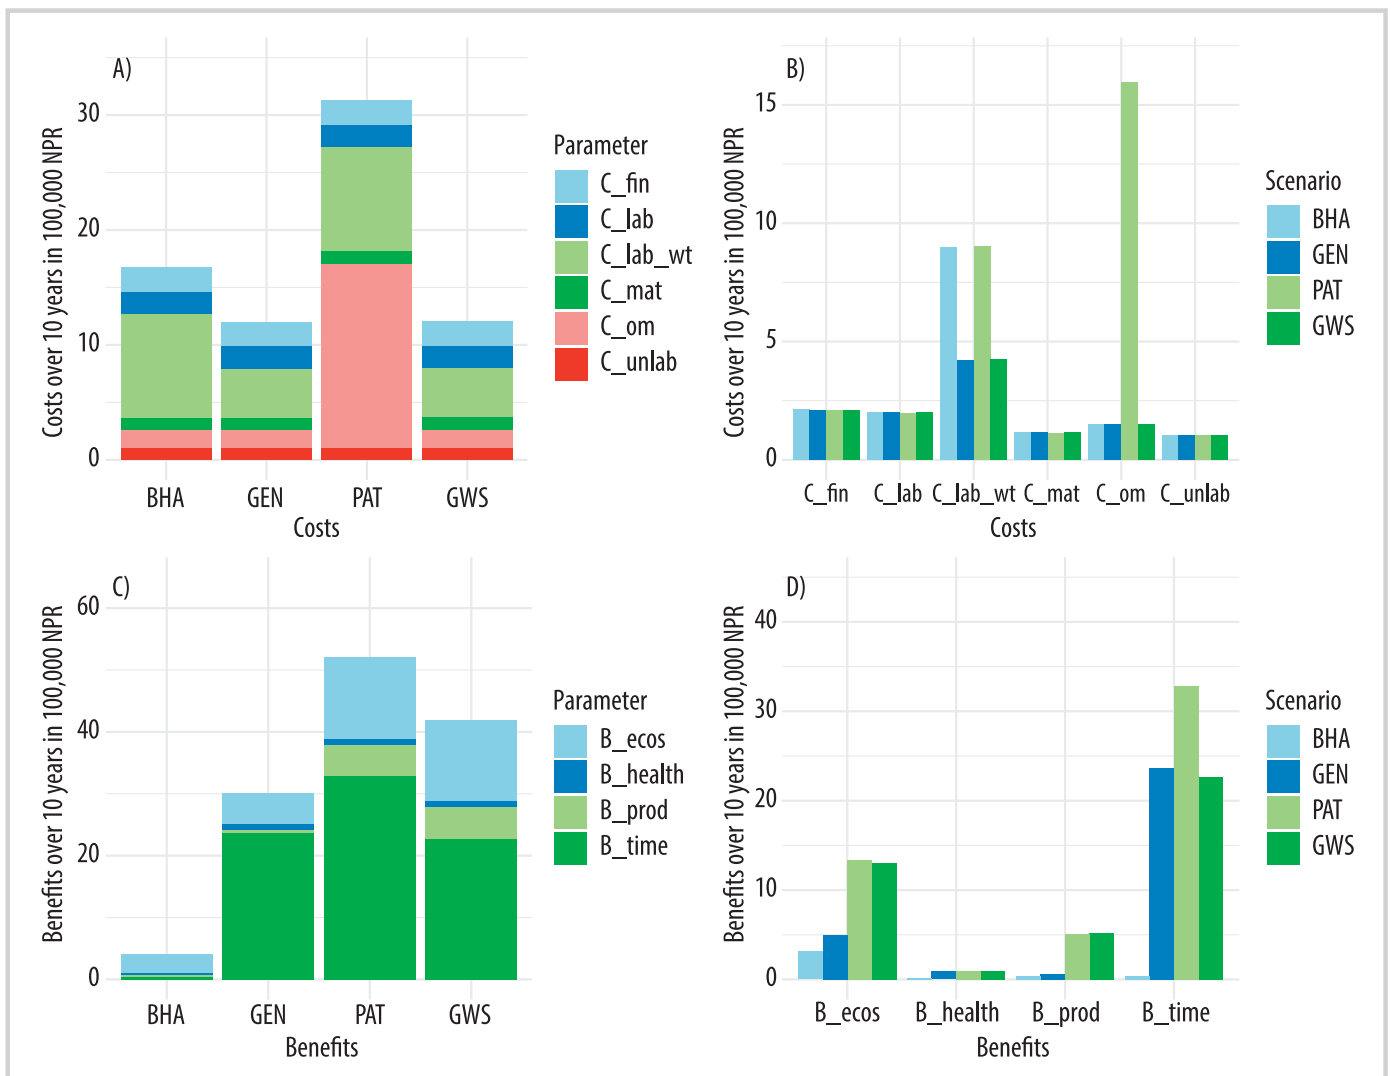 A)
Costs over 10 years in 100,000 NPR
30
20
10
0
BHA GEN PAT GWS
Costs
Parameter
C_fin
C_lab
C_lab_wt
C_mat
C_om
C_unlab
B)
Costs over 10 years in 100,000 NPR
15
10
5
0
C_fin C_lab C_lab_wt C_mat C_om C_unlab
Costs
Scenario
BHA
GEN
PAT
GWS
C)
Benefits over 10 years in 100,000 NPR
60
40
20
0
BHA GEN PAT GWS
Benefits
Parameter
B_ecos
B_health
B_prod
B_time
D)
Benefits over 10 years in 100,000 NPR
40
30
20
10
0
B_ecos B_health B_prod B_time
Benefits
Scenario
BHA
GEN
PAT
GWS